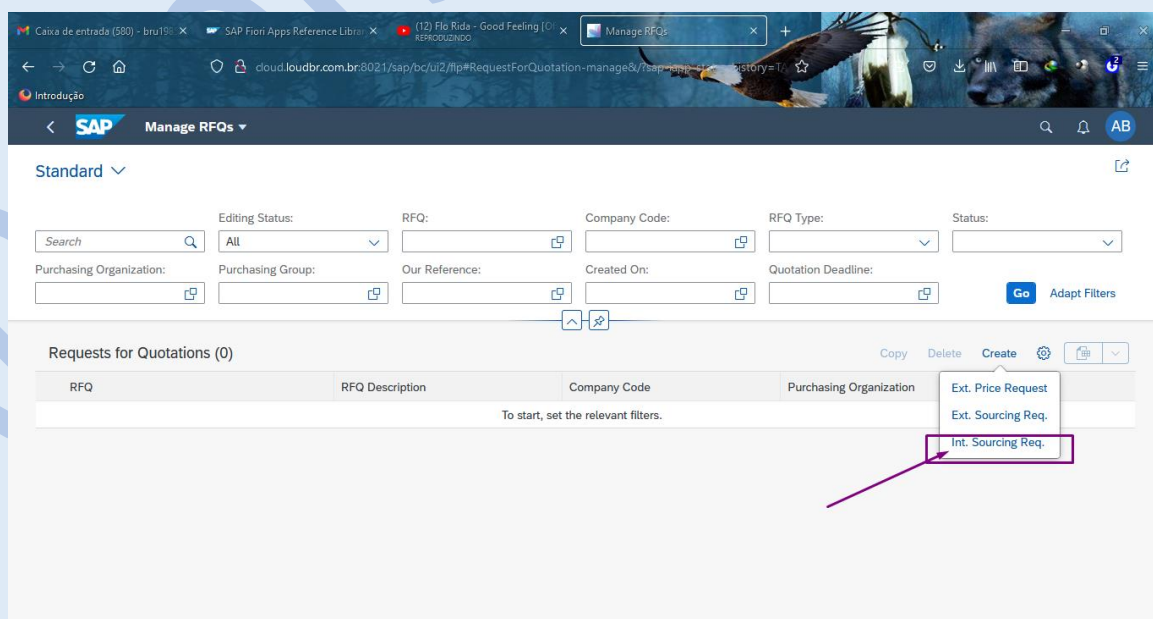 Caixa de entrada (580) - bru198
SAP Fiori Apps Reference Librar
(12) Flo Rida - Good Feeling [O
REPRODUZINDO
Manage RFQs
cloud.loudbr.com.br:8021/sap/bc/ui2/flp#RequestForQuotation-manage&/?sap-
Introdução
SAP Manage RFQs
AB
Standard
Editing Status: RFQ: Company Code: RFQ Type: Status:
Search All
Purchasing Organization: Purchasing Group: Our Reference: Created On: Quotation Deadline:
Go Adapt Filters
Requests for Quotations (0) Copy Delete Create
RFQ RFQ Description Company Code Purchasing Organization
Ext. Price Request
To start, set the relevant filters.
Ext. Sourcing Req.
Int. Sourcing Req.